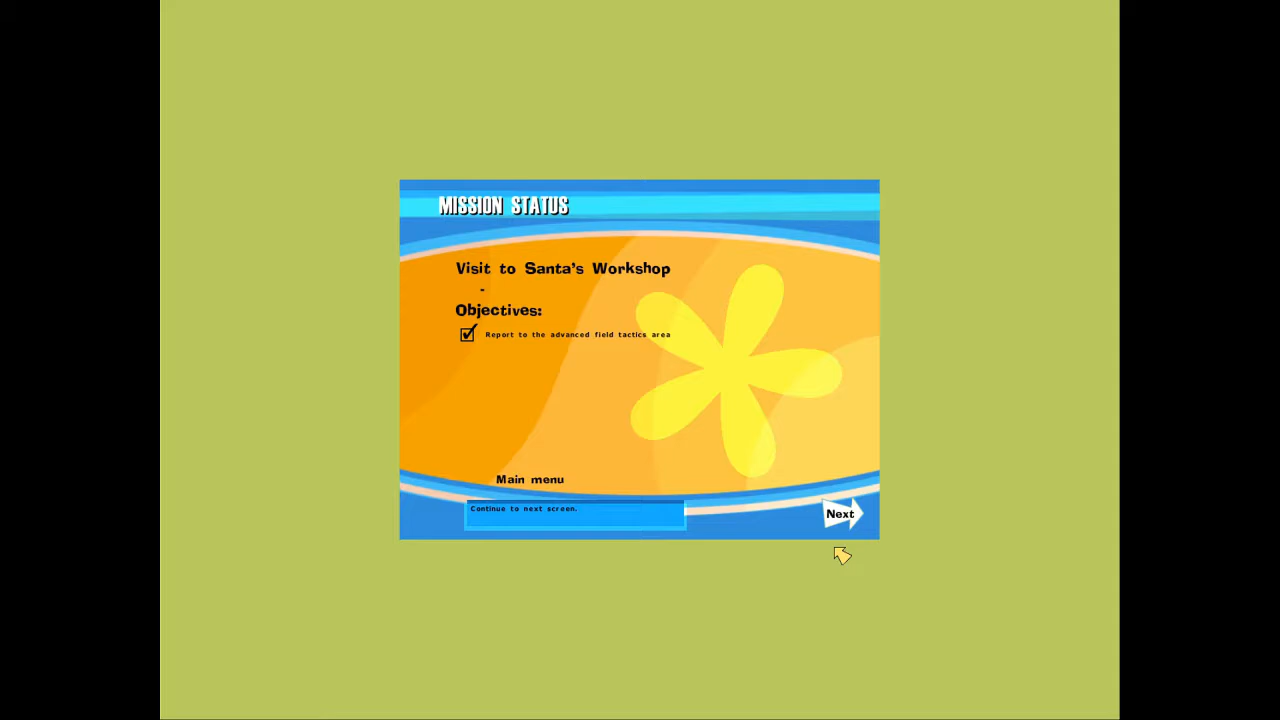 MISSION STATUS
Visit to Santa's Workshop
Objectives:
Report to the advanced field tactics area
Main menu
Continue to next screen.
Next